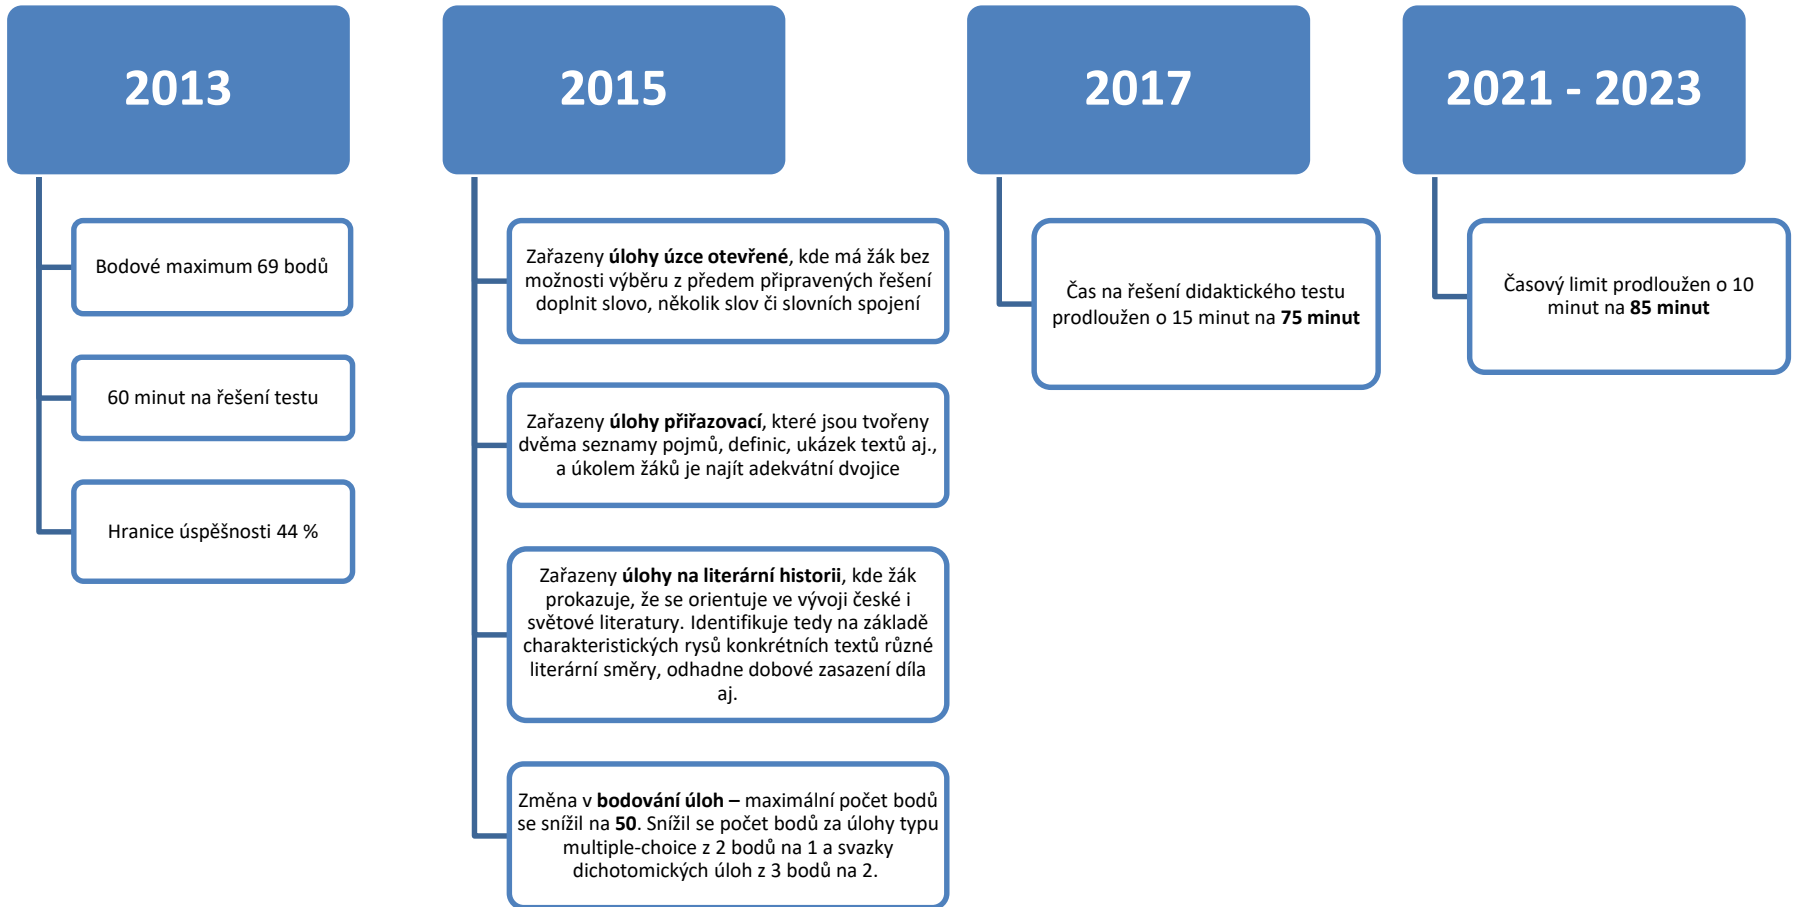 2013
Bodové maximum 69 bodů
60 minut na řešení testu
Hranice úspěšnosti 44 %
2015
Zařazeny úlohy úzce otevřené, kde má žák bez
možnosti výběru z předem připravených řešení
doplnit slovo, několik slov či slovních spojení
Zařazeny úlohy přiřazovací, které jsou tvořeny
dvěma seznamy pojmů, definic, ukázek textů aj.,
a úkolem žáků je najít adekvátní dvojice
Zařazeny úlohy na literární historii, kde žák
prokazuje, že se orientuje ve vývoji české i
světové literatury. Identifikuje tedy na základě
charakteristických rysů konkrétních textů různé
literární směry, odhadne dobové zasazení díla
aj.
Změna v bodování úloh – maximální počet bodů
se snížil na 50. Snížil se počet bodů za úlohy typu
multiple-choice z 2 bodů na 1 a svazky
dichotomických úloh z 3 bodů na 2.
2017
Čas na řešení didaktického testu
prodloužen o 15 minut na 75 minut
2021 - 2023
Časový limit prodloužen o 10
minut na 85 minut